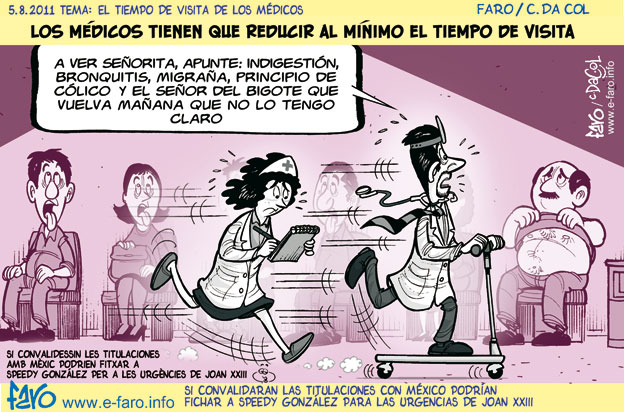 5.8.2011 TEMA: EL TIEMPO DE VISITA DE LOS MÉDICOS
FARO/C. DA COL
LOS MÉDICOS TIENEN QUE REDUCIR AL MÍNIMO EL TIEMPO DE VISITA
A VER SEÑORITA, APUNTE: INDIGESTIÓN,
BRONQUITIS, MIGRAÑA, PRINCIPIO DE
CÓLICO Y EL SEÑOR DEL BIGOTE QUE
VUELVA MAÑANA QUE NO LO TENGO
CLARO
FARO/C DaCOL
www.e-faro.info
SI CONVALIDESSIN LES TITULACIONES
AMB MÈXIC PODRIEN FITXAR A
SPEEDY GONZÁLEZ PER A LES URGÈNCIES DE JOAN XXIII
FARO www.e-faro.info
SI CONVALIDARAN LAS TITULACIONES CON MÉXICO PODRÍAN
FICHAR A SPEEDY GONZÁLEZ PARA LAS URGENCIAS DE JOAN XXIII